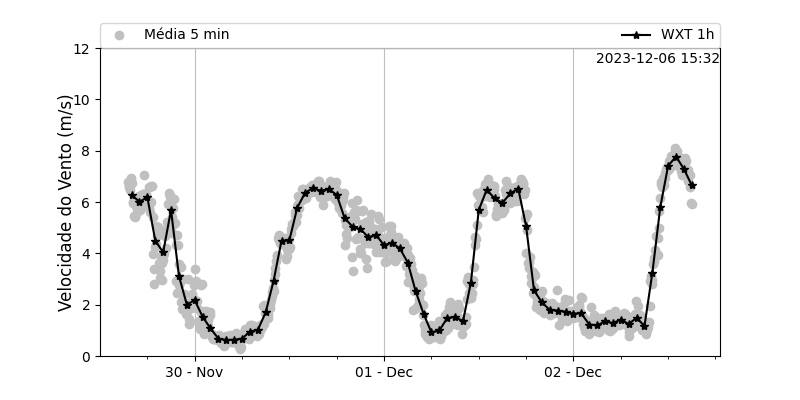 Média 5 min
WXT 1h
2023-12-06 15:32
Velocidade do Vento (m/s)
12
10
8
6
4
2
0
30 - Nov
01 - Dec
02 - Dec